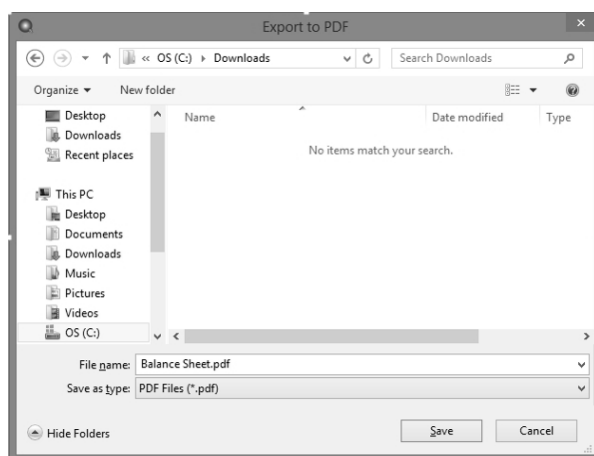 Export to PDF
« OS (C:) Downloads
Search Downloads
Organize
New folder
Desktop
Downloads
Recent places
This PC
Desktop
Documents
Downloads
Music
Pictures
Videos
OS (C:)
Name
Date modified
Type
No items match your search.
File name: Balance Sheet.pdf
Save as type: PDF Files (*.pdf)
Hide Folders
Save
Cancel